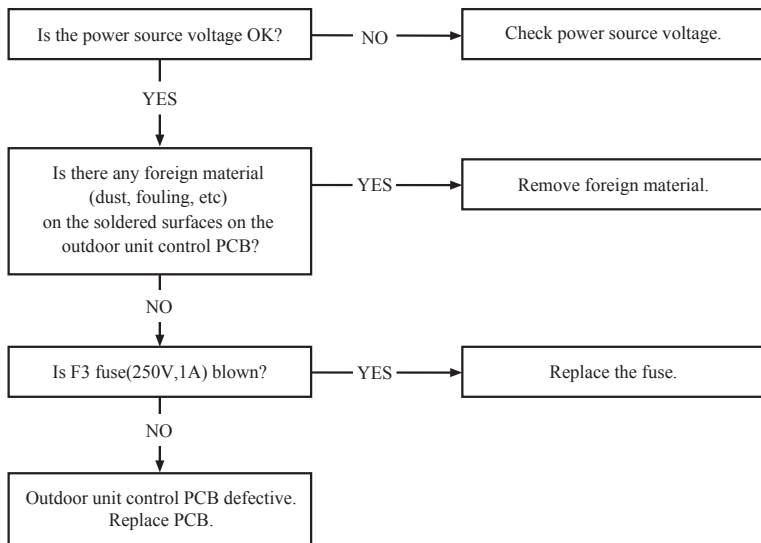 Is the power source voltage OK?
NO
Check power source voltage.
YES
Is there any foreign material
(dust, fouling, etc)
on the soldered surfaces on the
outdoor unit control PCB?
YES
Remove foreign material.
NO
Is F3 fuse(250V,1A) blown?
YES
Replace the fuse.
NO
Outdoor unit control PCB defective.
Replace PCB.